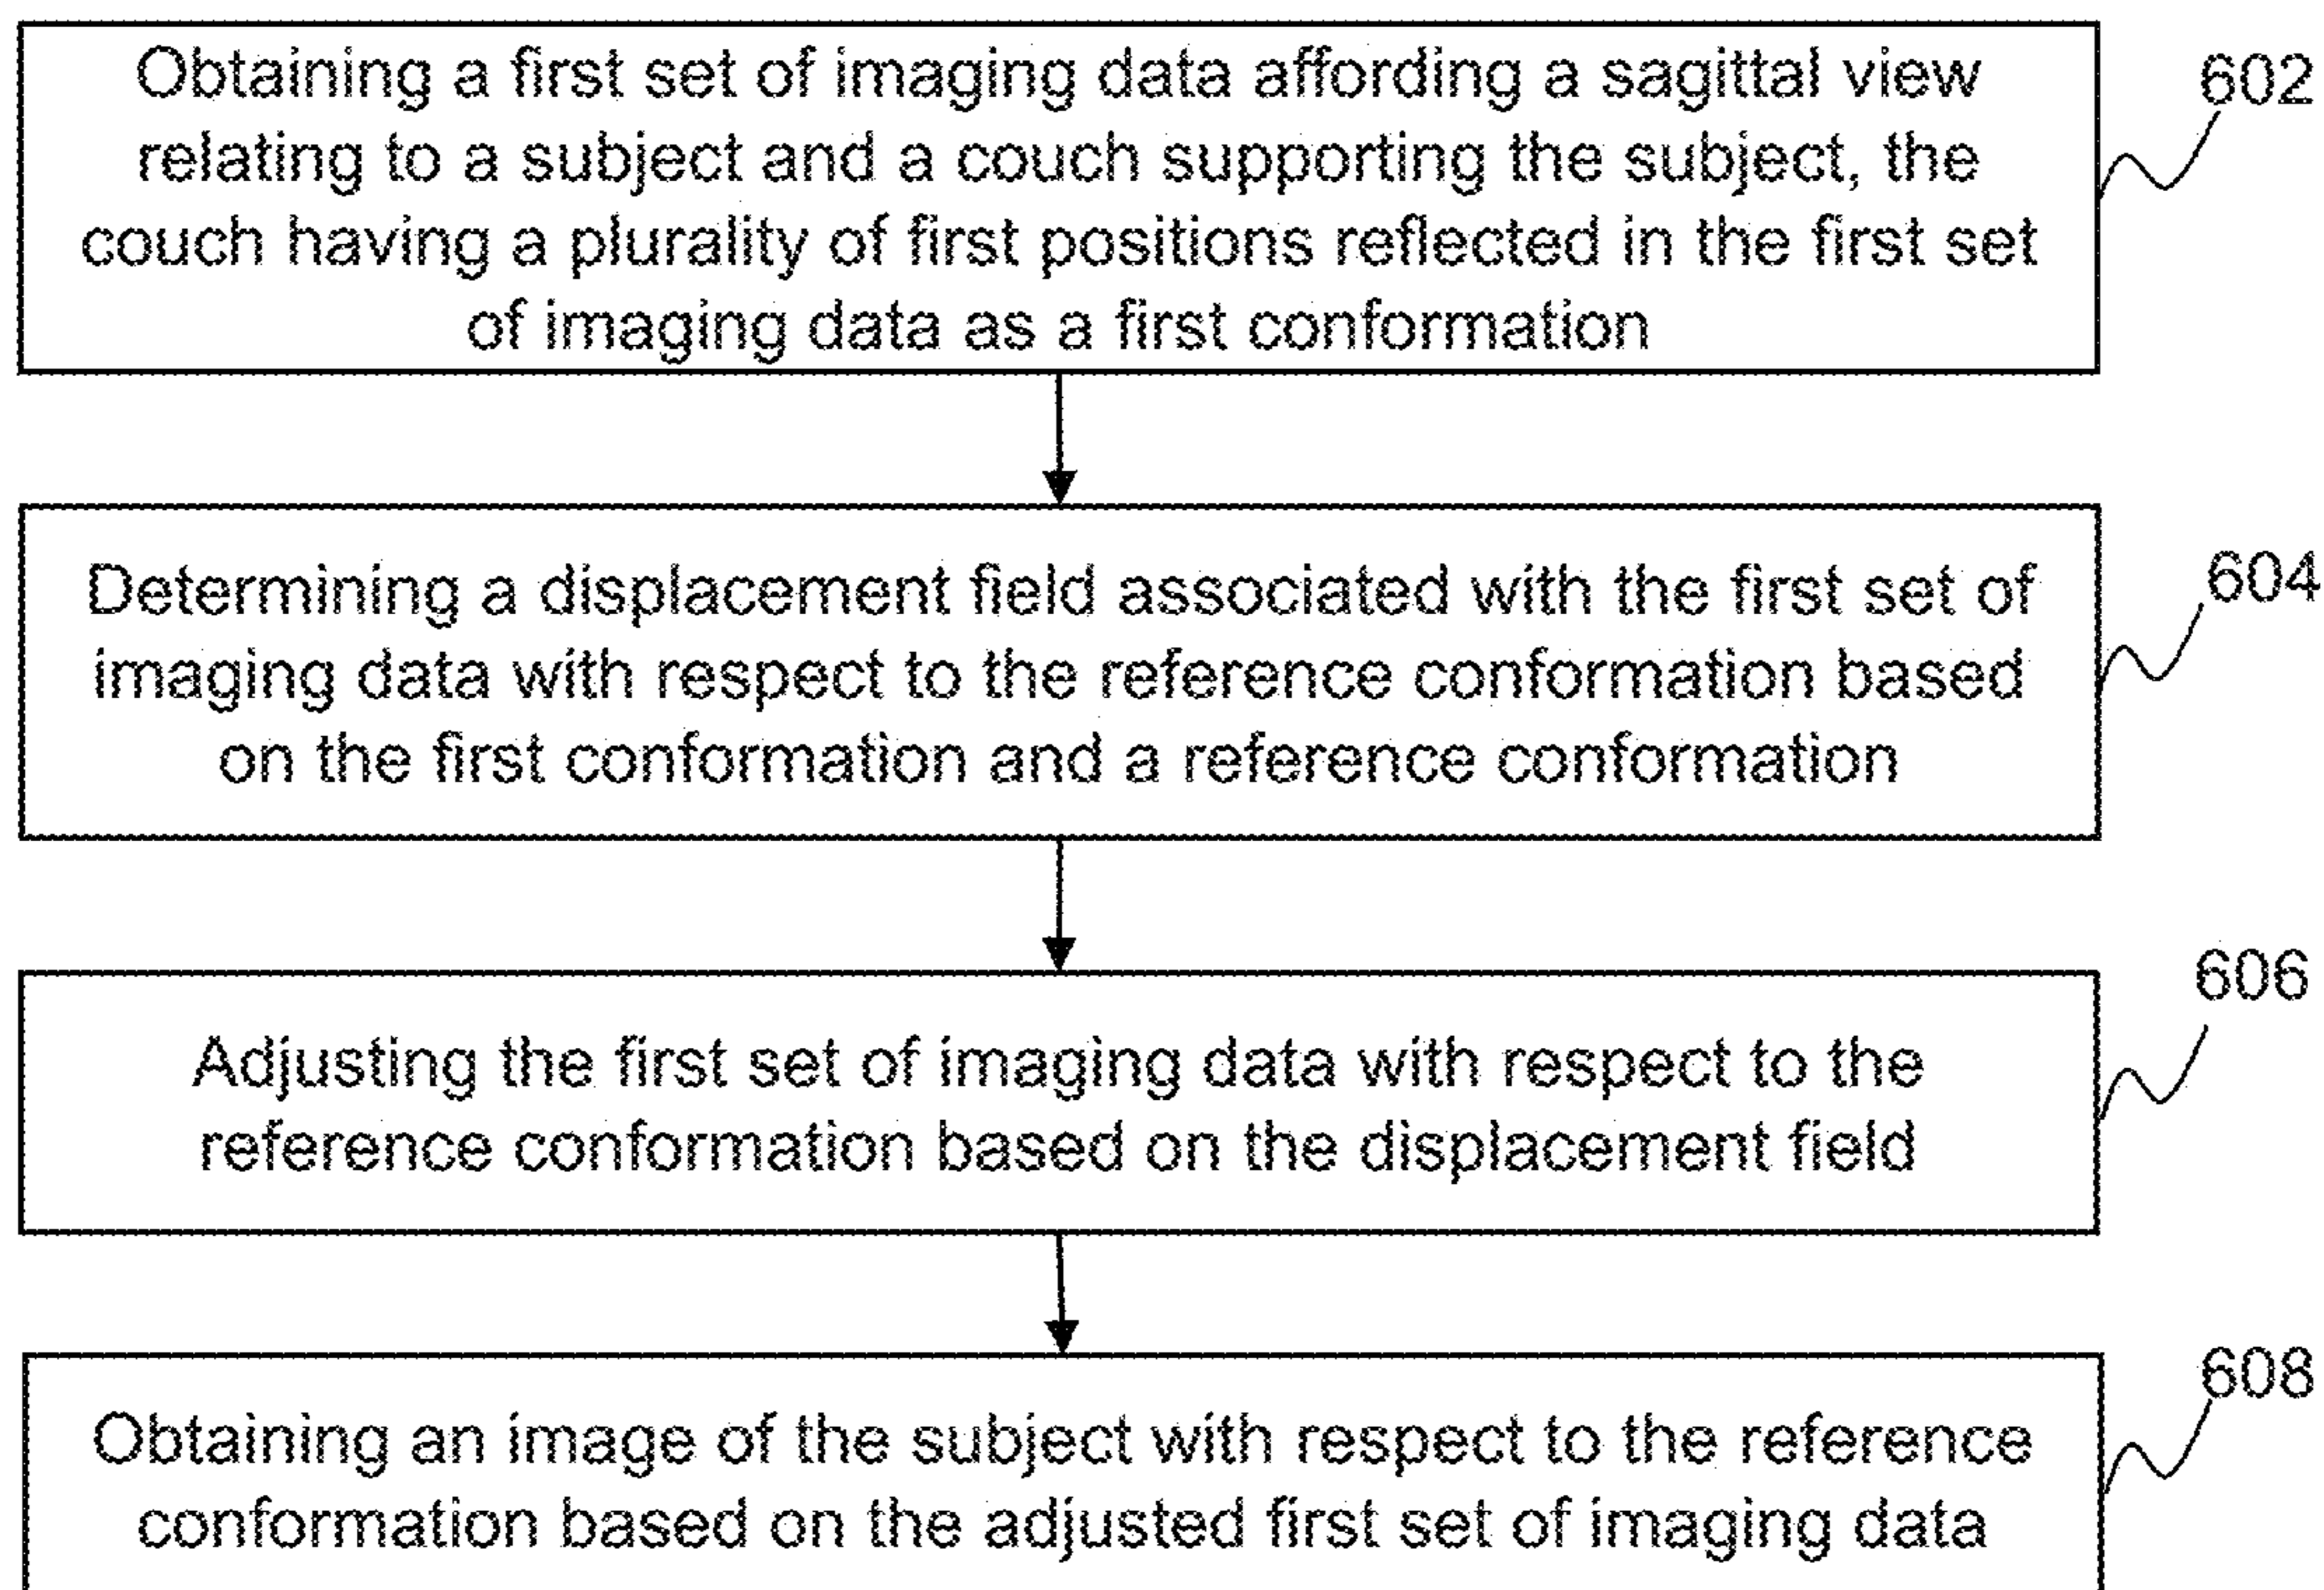 Obtaining a first set of imaging data affording a sagittal view
relating to a subject and a couch supporting the subject, the
couch having a plurality of first positions reflected in the first set
of imaging data as a first conformation
602
Determining a displacement field associated with the first set of
imaging data with respect to the reference conformation based
on the first conformation and a reference conformation
604
Adjusting the first set of imaging data with respect to the
reference conformation based on the displacement field
606
Obtaining an image of the subject with respect to the reference
conformation based on the adjusted first set of imaging data
608